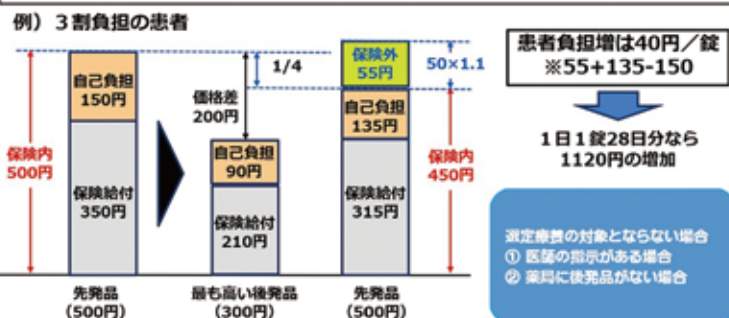 例）３割負担の患者
自己負担
150円
保険内
500円
保険給付
350円
先発品
(500円)
1/4
価格差
200円
自己負担
90円
保険給付
210円
最も高い後発品
(300円)
保険外
55円
50×1.1
自己負担
135円
保険内
450円
保険給付
315円
先発品
(500円)
患者負担増は40円／錠
※55+135-150
１日１錠28日分なら
1120円の増加
選定療養の対象とならない場合
① 医師の指示がある場合
② 薬局に後発品がない場合